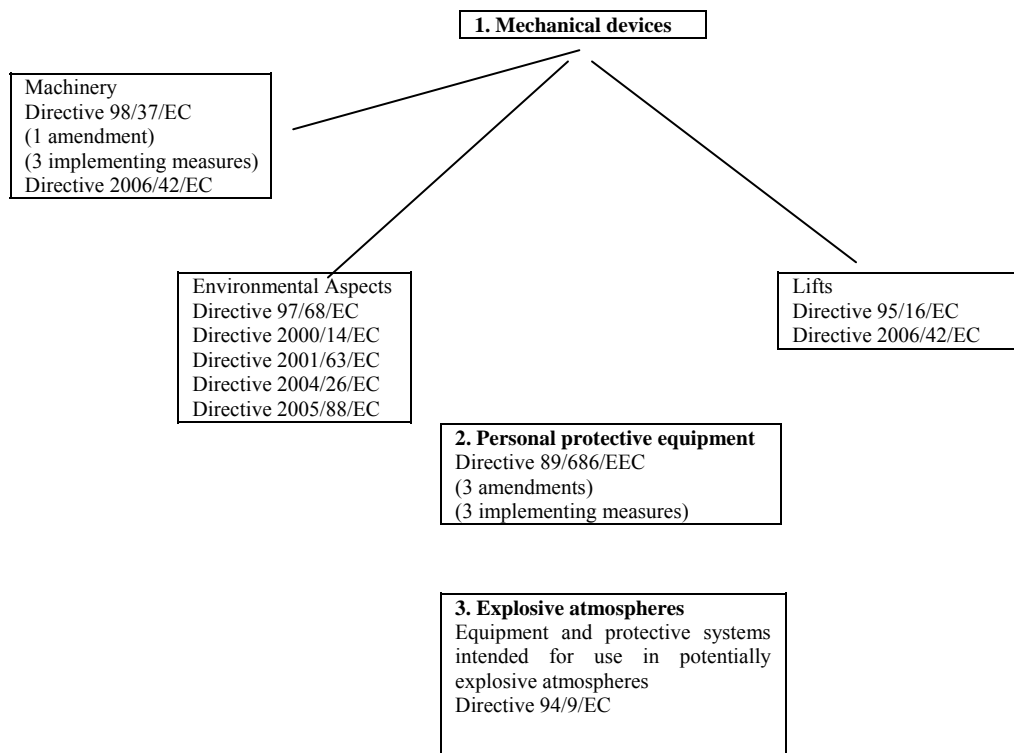 1. Mechanical devices
Machinery
Directive 98/37/EC
(1 amendment)
(3 implementing measures)
Directive 2006/42/EC
Environmental Aspects
Directive 97/68/EC
Directive 2000/14/EC
Directive 2001/63/EC
Directive 2004/26/EC
Directive 2005/88/EC
Lifts
Directive 95/16/EC
Directive 2006/42/EC
2. Personal protective equipment
Directive 89/686/EEC
(3 amendments)
(3 implementing measures)
3. Explosive atmospheres
Equipment and protective systems
intended for use in potentially
explosive atmospheres
Directive 94/9/EC